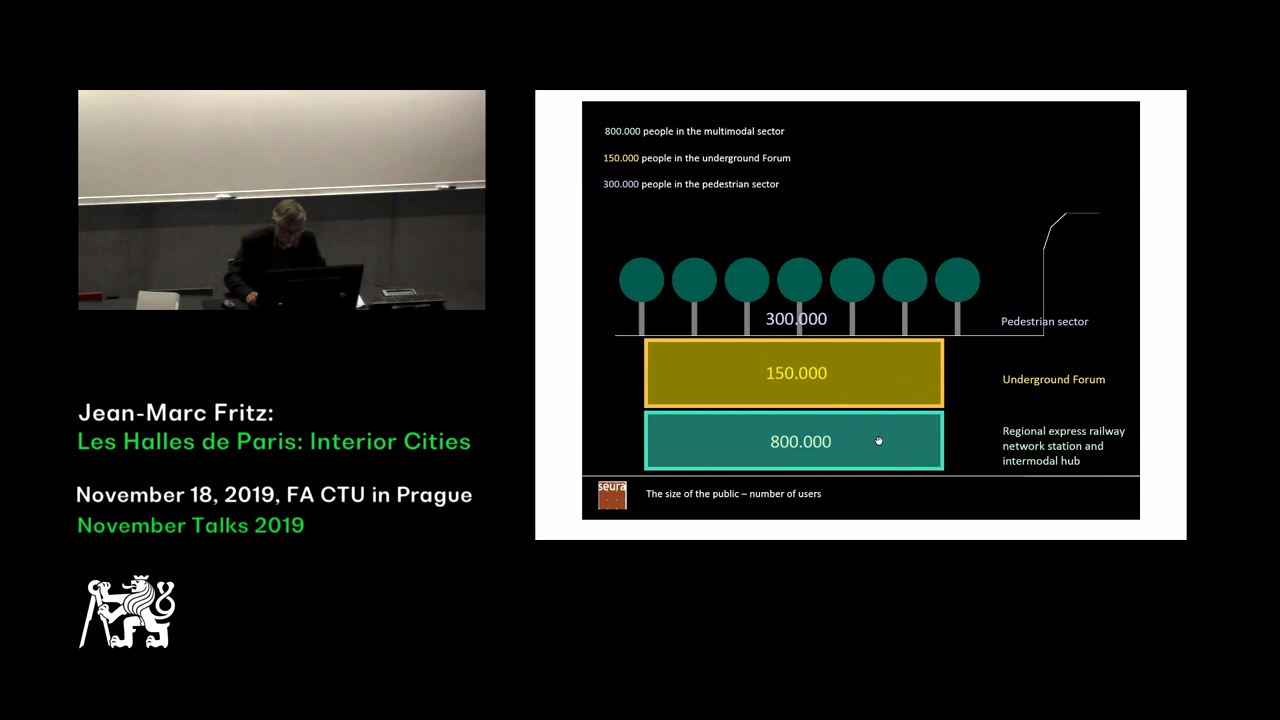 800.000 people in the multimodal sector
150.000 people in the underground Forum
300.000 people in the pedestrian sector
300.000
Pedestrian sector
150.000
Underground Forum
800.000
Regional express railway
network station and
intermodal hub
seura
The size of the public – number of users
Jean-Marc Fritz:
Les Halles de Paris: Interior Cities
November 18, 2019, FA CTU in Prague
November Talks 2019